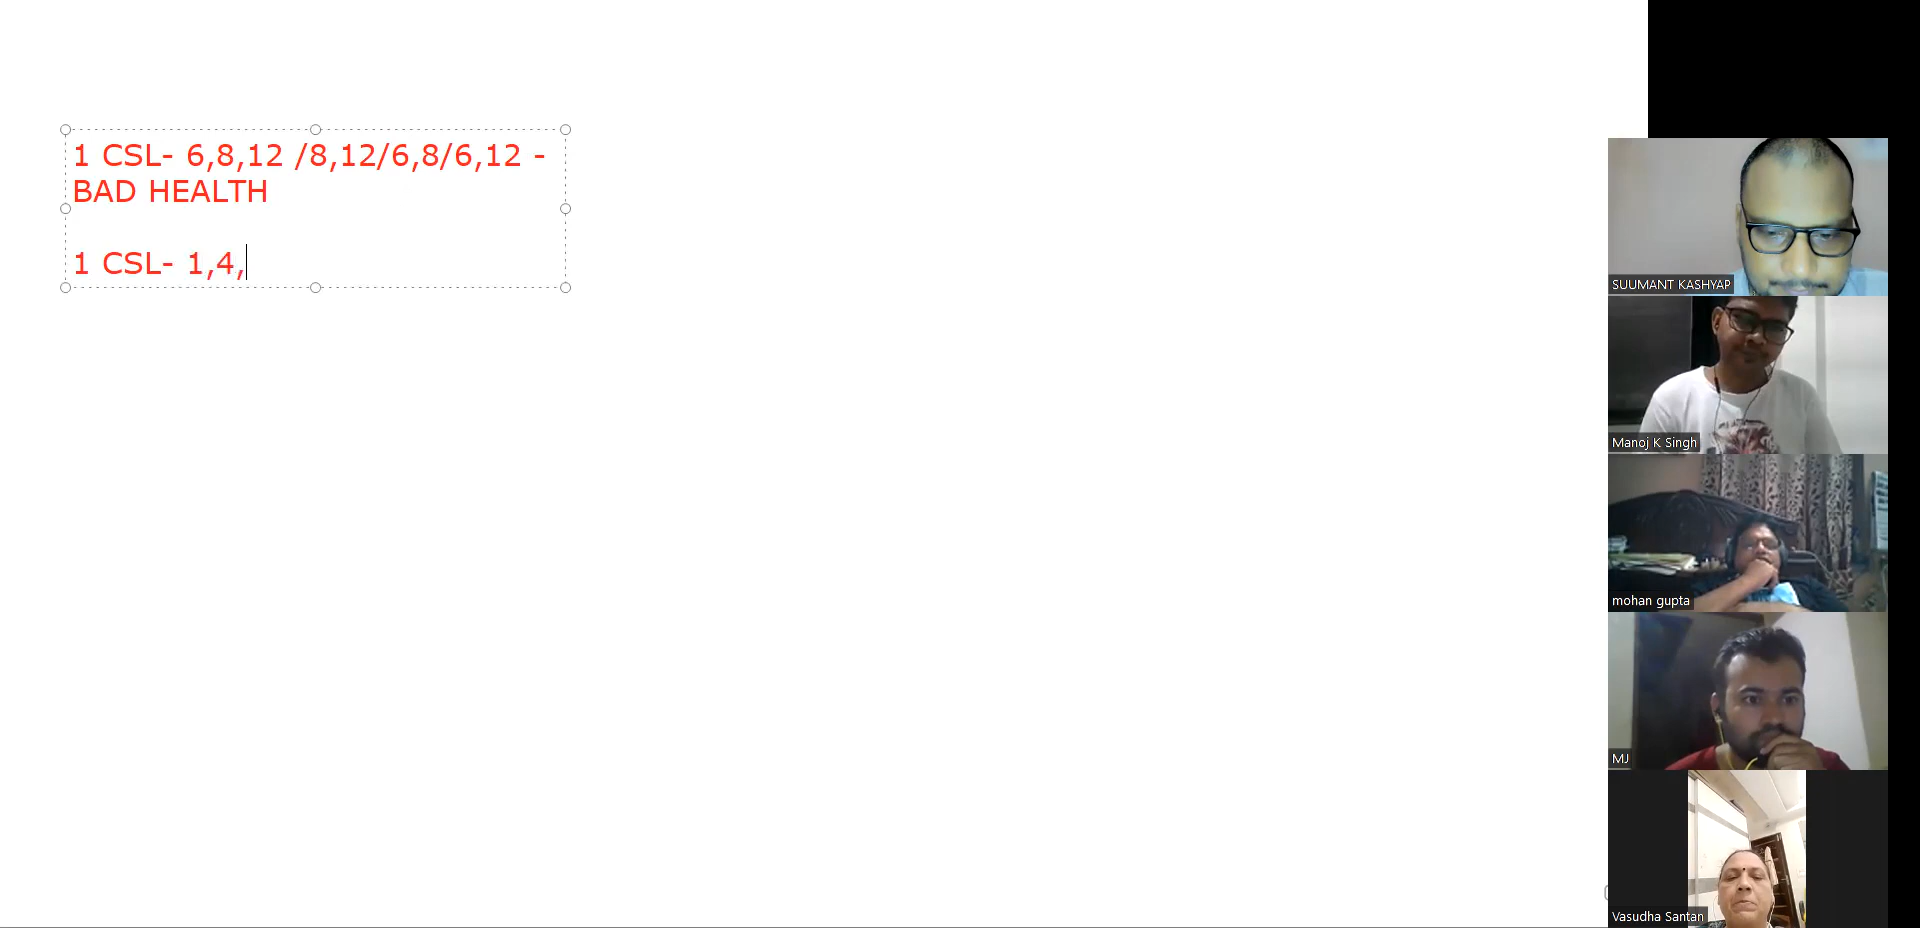 1 CSL- 6,8,12 /8,12/6,8/6,12 -
BAD HEALTH
1 CSL- 1,4,
SUUMANT KASHYAP
Manoj K Singh
mohan gupta
MJ
Vasudha Santan